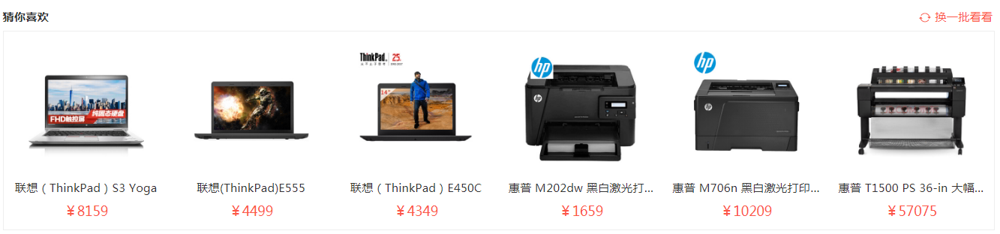 猜你喜欢
换一批看看
FHD触控屏
纯固态硬盘
ThinkPad
25
14"
hp
hp
hp
hp
联想（ThinkPad）S3 Yoga
联想(ThinkPad)E555
联想（ThinkPad）E450C
惠普 M202dw 黑白激光打...
惠普 M706n 黑白激光打印...
惠普 T1500 PS 36-in 大幅...
￥8159
￥4499
￥4349
￥1659
￥10209
￥57075